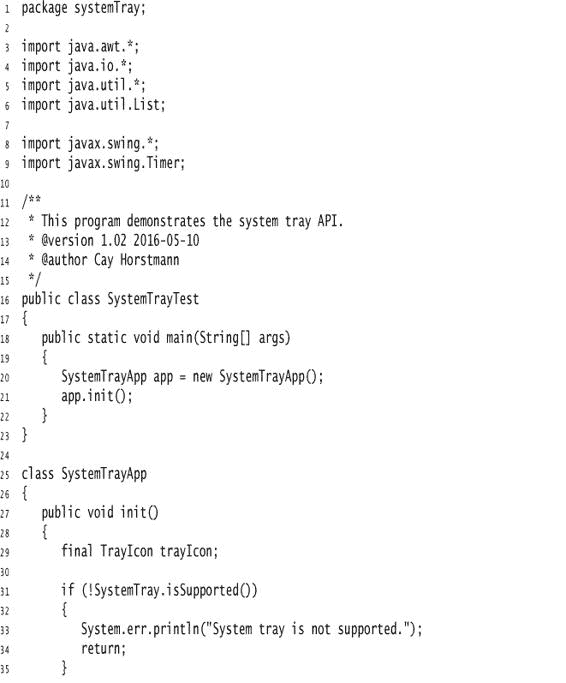 1 package systemTray;
2
3 import java.awt.*;
4 import java.io.*;
5 import java.util.*;
6 import java.util.List;
7
8 import javax.swing.*;
9 import javax.swing.Timer;
10
11 /**
12  * This program demonstrates the system tray API.
13  * @version 1.02 2016-05-10
14  * @author Cay Horstmann
15  */
16 public class SystemTrayTest
17 {
18    public static void main(String[] args)
19    {
20       SystemTrayApp app = new SystemTrayApp();
21       app.init();
22    }
23 }
24
25 class SystemTrayApp
26 {
27    public void init()
28    {
29       final TrayIcon trayIcon;
30
31       if (!SystemTray.isSupported())
32       {
33          System.err.println("System tray is not supported.");
34          return;
35       }